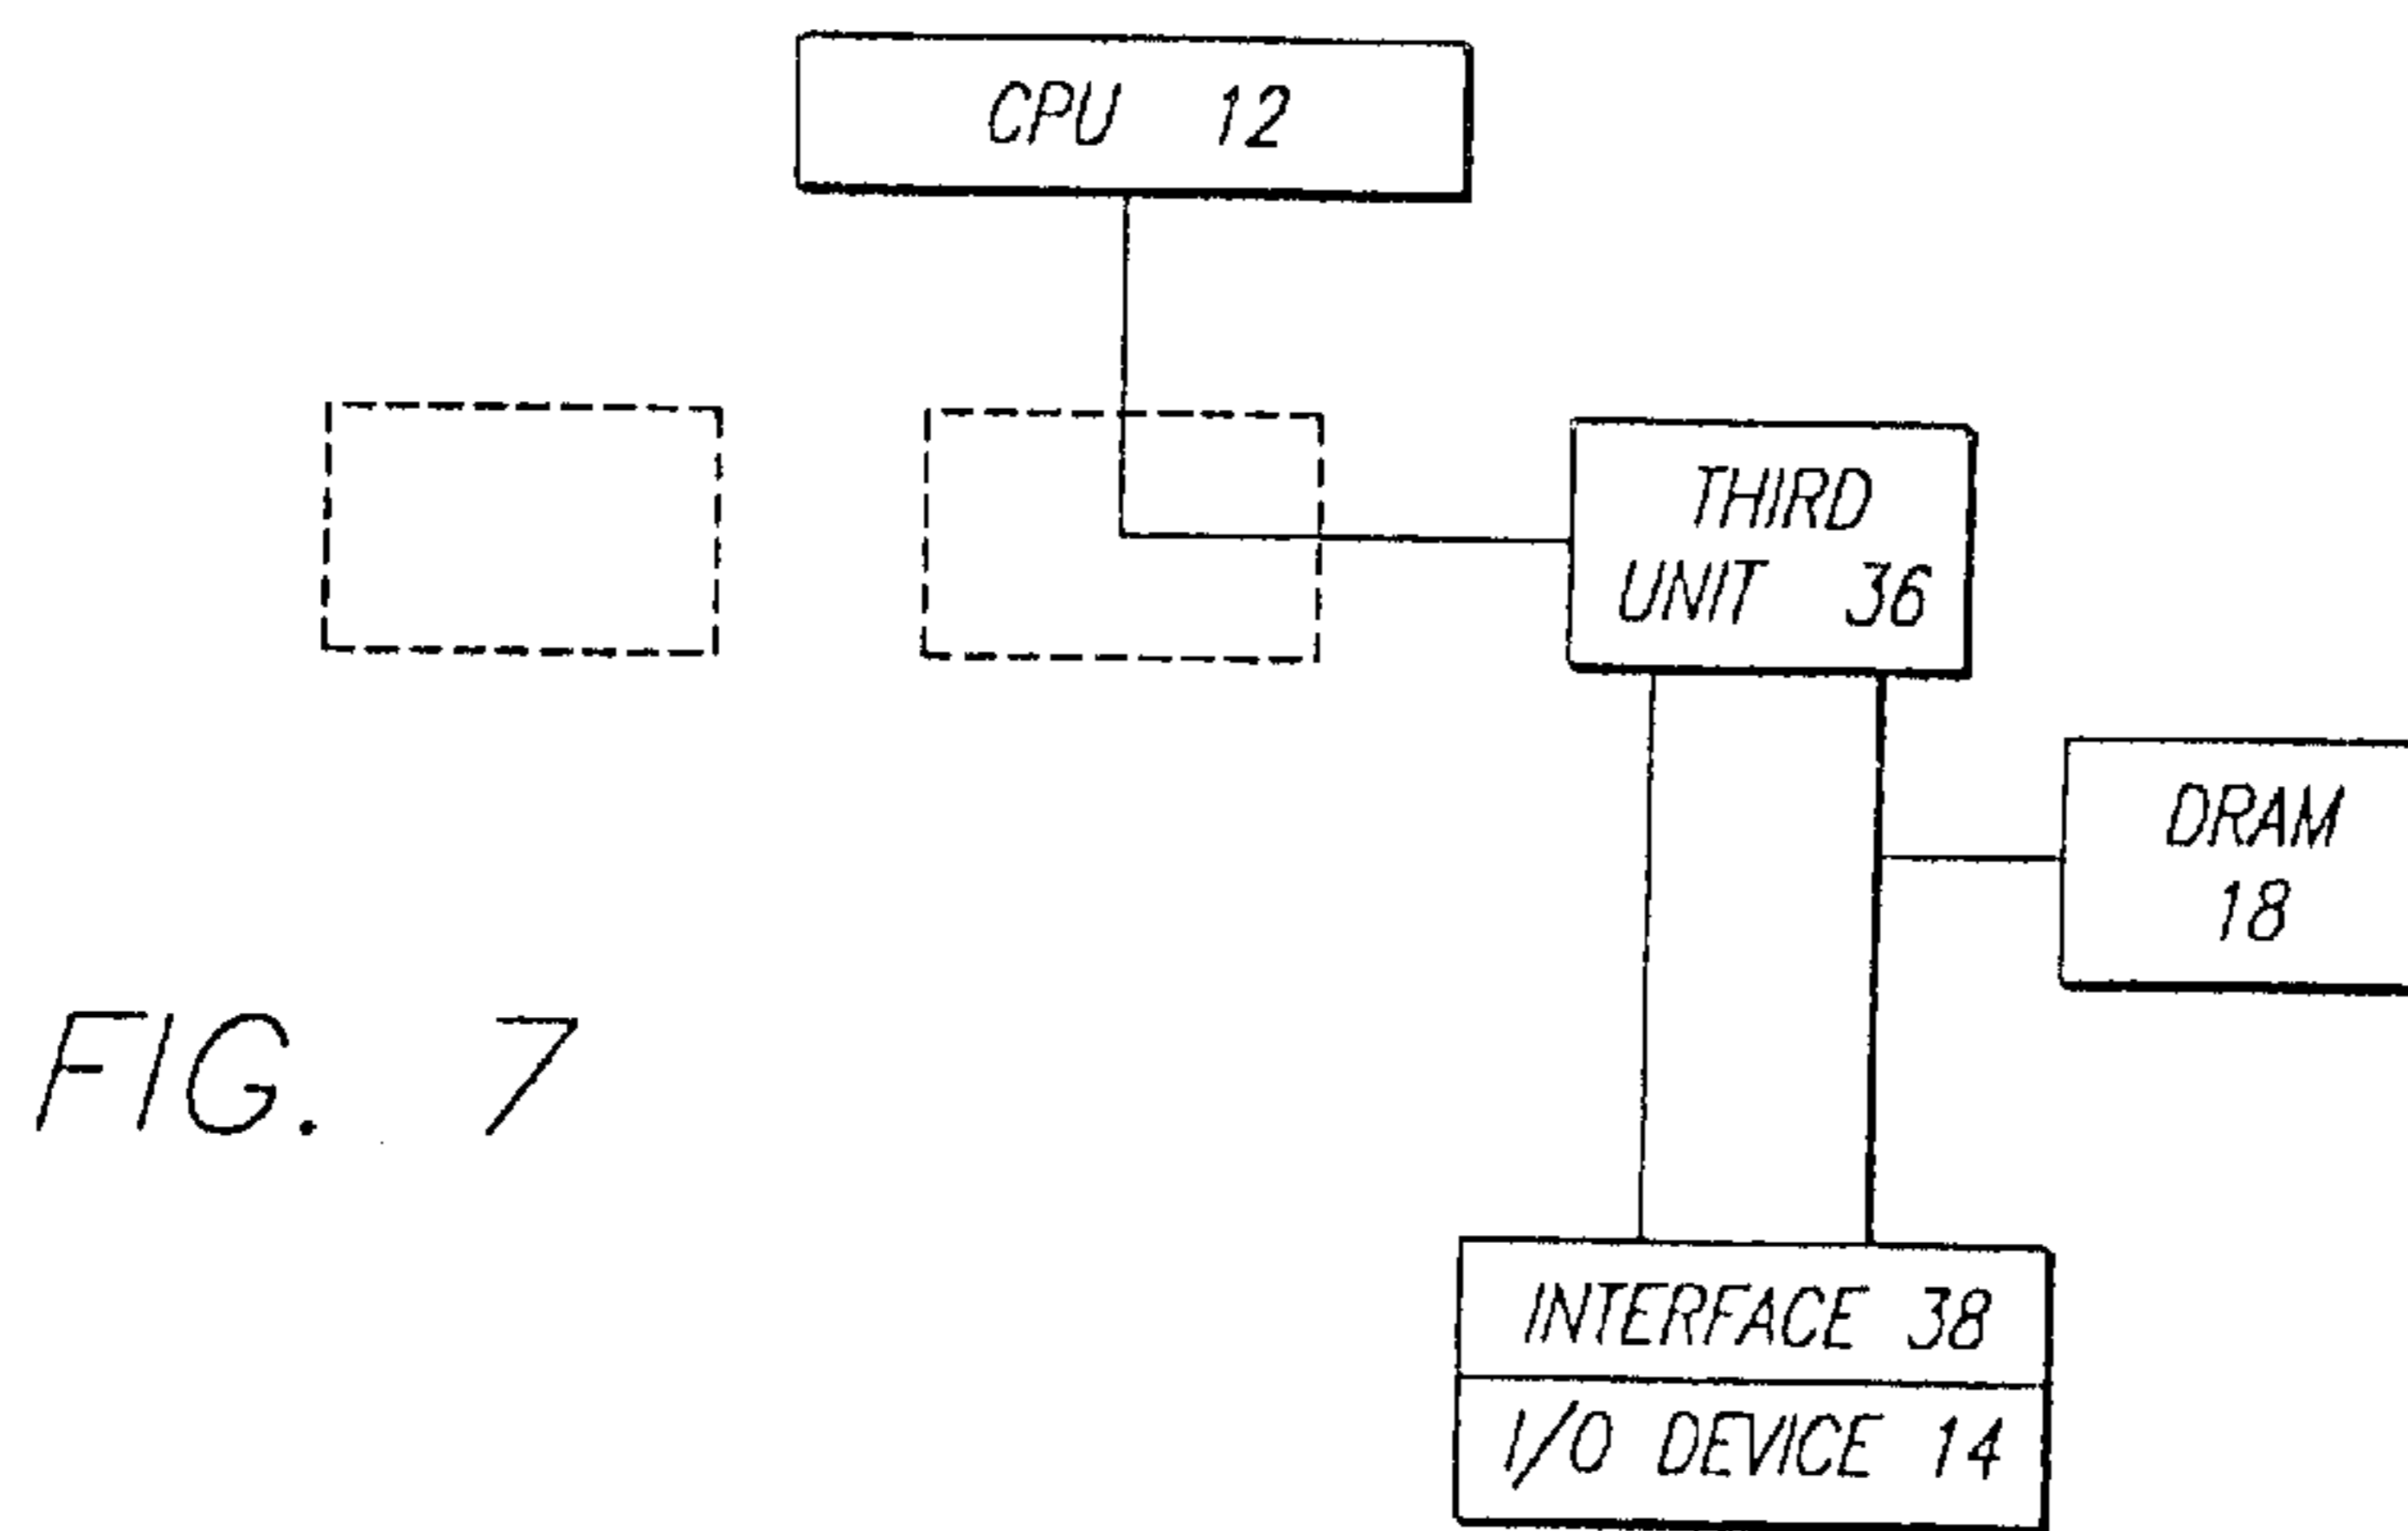 CPU 12
THIRD
UNIT 36
DRAM
18
FIG. 7
INTERFACE 38
I/O DEVICE 14